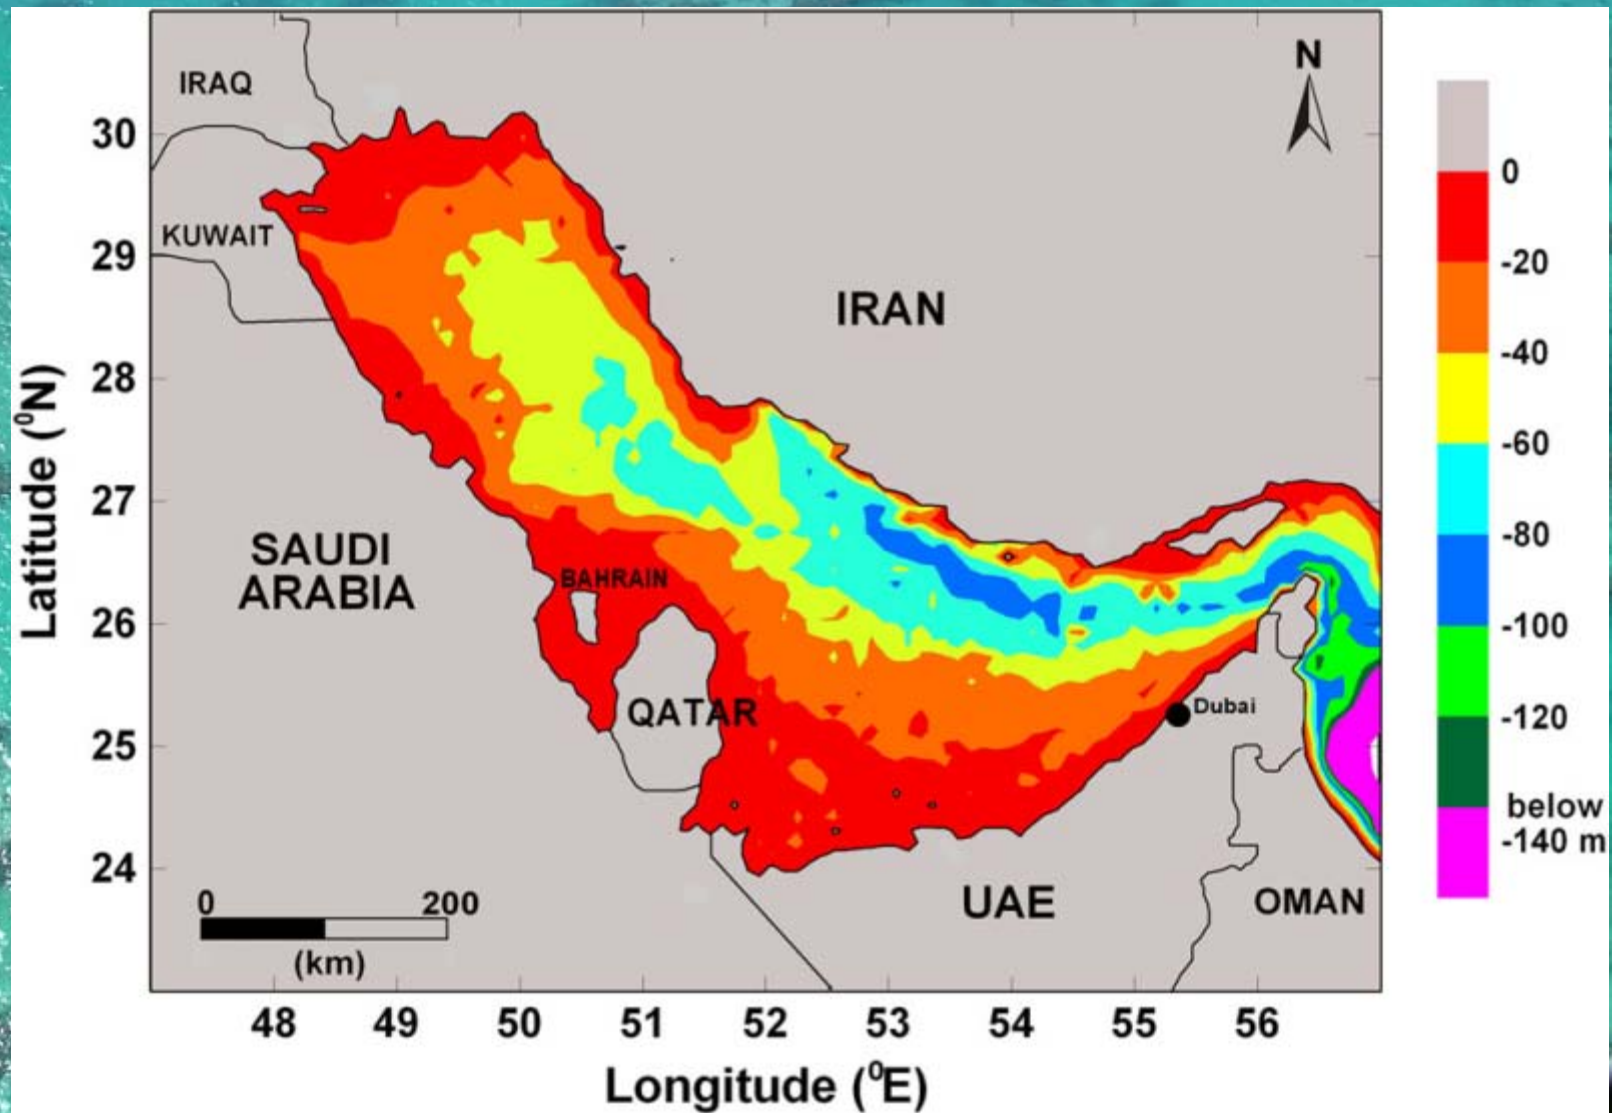 N
IRAQ
30
0
KUWAIT
29
-20
IRAN
-40
28
-60
27
SAUDI
ARABIA
BAHRAIN
-80
26
-100
QATAR
Dubai
-120
25
below
-140 m
24
UAE
OMAN
0 200
(km)
Latitude (⁰N)
48 49 50 51 52 53 54 55 56
Longitude (⁰E)